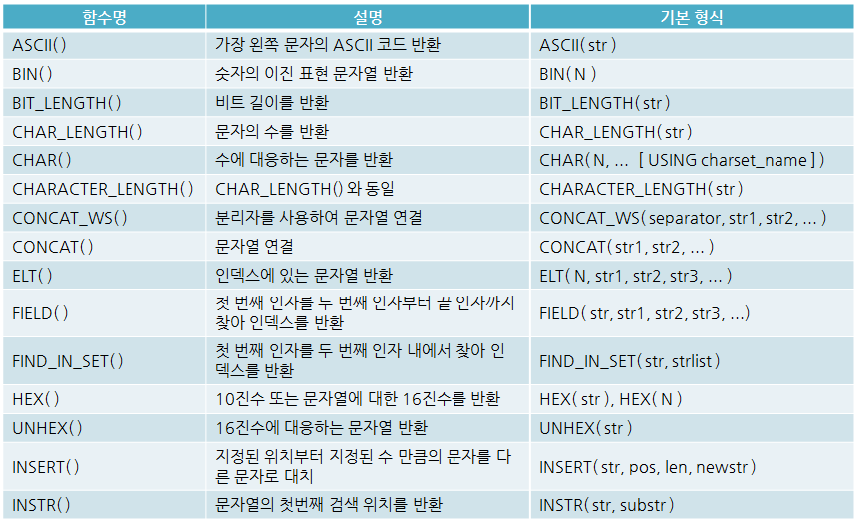 함수명 설명 기본 형식
ASCII( ) 가장 왼쪽 문자의 ASCII 코드 반환 ASCII( str )
BIN( ) 숫자의 이진 표현 문자열 반환 BIN( N )
BIT_LENGTH( ) 비트 길이를 반환 BIT_LENGTH( str )
CHAR_LENGTH( ) 문자의 수를 반환 CHAR_LENGTH( str )
CHAR( ) 수에 대응하는 문자를 반환 CHAR( N, ... [ USING charset_name ] )
CHARACTER_LENGTH( ) CHAR_LENGTH() 와 동일 CHARACTER_LENGTH( str )
CONCAT_WS( ) 분리자를 사용하여 문자열 연결 CONCAT_WS( separator, str1, str2, ... )
CONCAT( ) 문자열 연결 CONCAT( str1, str2, ... )
ELT( ) 인덱스에 있는 문자열 반환 ELT( N, str1, str2, str3, ... )
첫 번째 인자를 두 번째 인자부터 끝 인자까지
FIELD( ) 찾아 인덱스를 반환 FIELD( str, str1, str2, str3, ...)
첫 번째 인자를 두 번째 인자 내에서 찾아 인
FIND_IN_SET( ) 덱스를 반환 FIND_IN_SET( str, strlist )
HEX( ) 10진수 또는 문자열에 대한 16진수를 반환 HEX( str ), HEX( N )
UNHEX( ) 16진수에 대응하는 문자열 반환 UNHEX( str )
지정된 위치부터 지정된 수 만큼의 문자를 다
INSERT( ) 른 문자로 대치 INSERT( str, pos, len, newstr )
INSTR( ) 문자열의 첫번째 검색 위치를 반환 INSTR( str, substr )